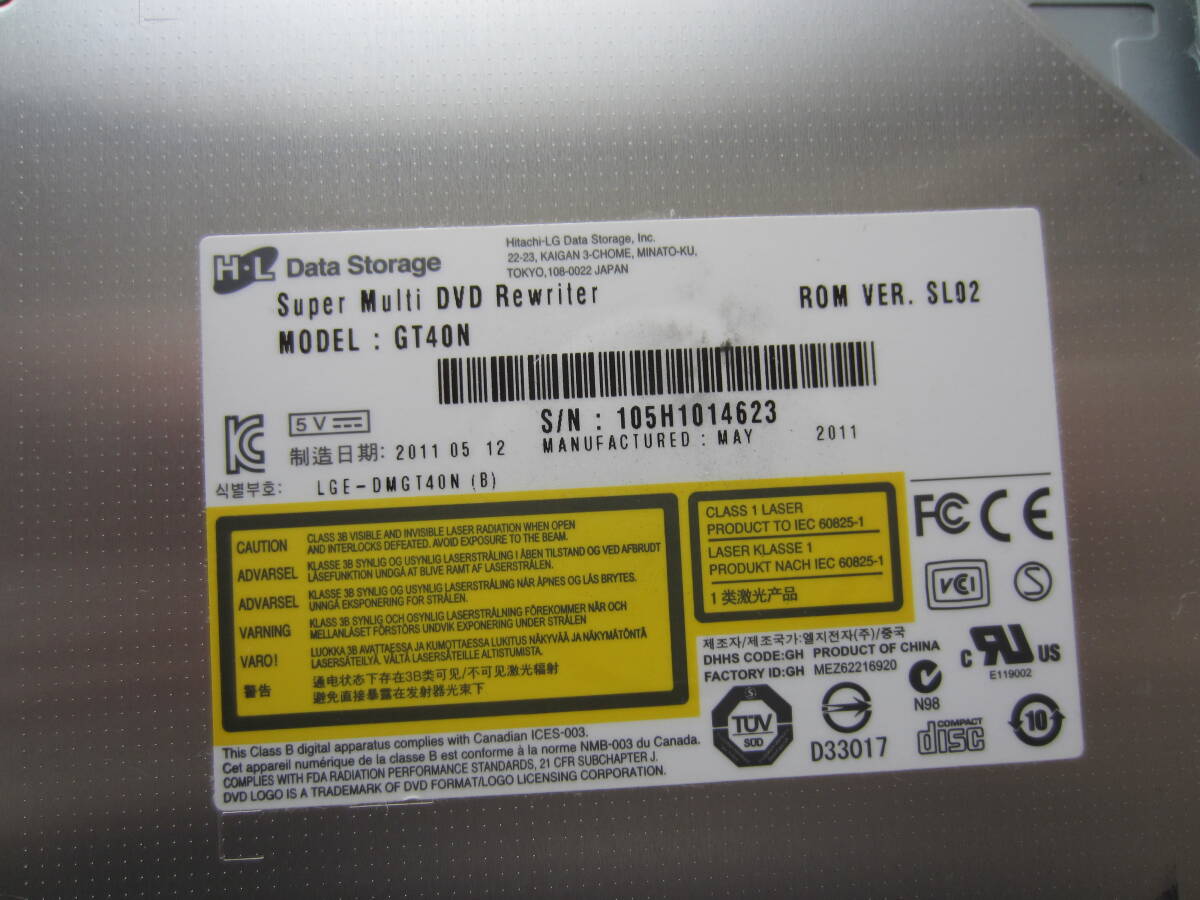 H·L Data Storage
Hitachi-LG Data Storage, Inc.
22-23, KAIGAN 3-CHOME, MINATO-KU,
TOKYO,108-0022 JAPAN
Super Multi DVD Rewriter
ROM VER. SL02
MODEL : GT40N
S/N : 105H1014623
MANUFACTURED : MAY 2011
5V
制造日期: 2011 05 12
식별부호: LGE-DMGT40N (B)
CAUTION CLASS 3B VISIBLE AND INVISIBLE LASER RADIATION WHEN OPEN
AND INTERLOCKS DEFEATED. AVOID EXPOSURE TO THE BEAM.
ADVARSEL KLASSE 3B SYNLIG OG USYNLIG LASERSTRÅLING I ÅBEN TILSTAND OG VED AFBRUDT
LÅSEFUNKTION UNDGÅ AT BLIVE RAMT AF LASERSTRÅLEN.
ADVARSEL KLASSE 3B SYNLIG OG USYNLIG LASERSTRÅLING NÅR ÅPNES OG LÅS BRYTES.
UNNGÅ EKSPONERING FOR STRÅLEN.
VARNING KLASS 3B SYNLIG OCH OSYNLIG LASERSTRÅLNING FÖREKOMMER NÄR OCH
MELLANLÅSET FÖRSTÖRS UNDVIK EXPONERING UNDER STRÅLEN
VARO! LUOKKA 3B AVATTAESSA JA KUMOTTAESSA LUKITUS NÄKYVÄÄ JA NÄKYMÄTÖNTÄ
LASERSÄTEILYÄ. VÄLTÄ LASERSÄTEILLE ALTISTUMISTA.
警告 通电状态下存在3B类可见/不可见激光辐射
避免直接暴露在发射器光束下
CLASS 1 LASER
PRODUCT TO IEC 60825-1
LASER KLASSE 1
PRODUKT NACH IEC 60825-1
1 类激光产品
FC CE
VCI S
제조자/제조국가:엘지전자(주)/중국
DHHS CODE:GH PRODUCT OF CHINA
FACTORY ID:GH MEZ62216920
N98
c RU US
E119002
TÜV
SÜD
D33017
COMPACT
disc
10
This Class B digital apparatus complies with Canadian ICES-003.
Cet appareil numérique de la classe B est conforme à la norme NMB-003 du Canada.
COMPLIES WITH FDA RADIATION PERFORMANCE STANDARDS, 21 CFR SUBCHAPTER J.
DVD LOGO IS A TRADEMARK OF DVD FORMAT/LOGO LICENSING CORPORATION.